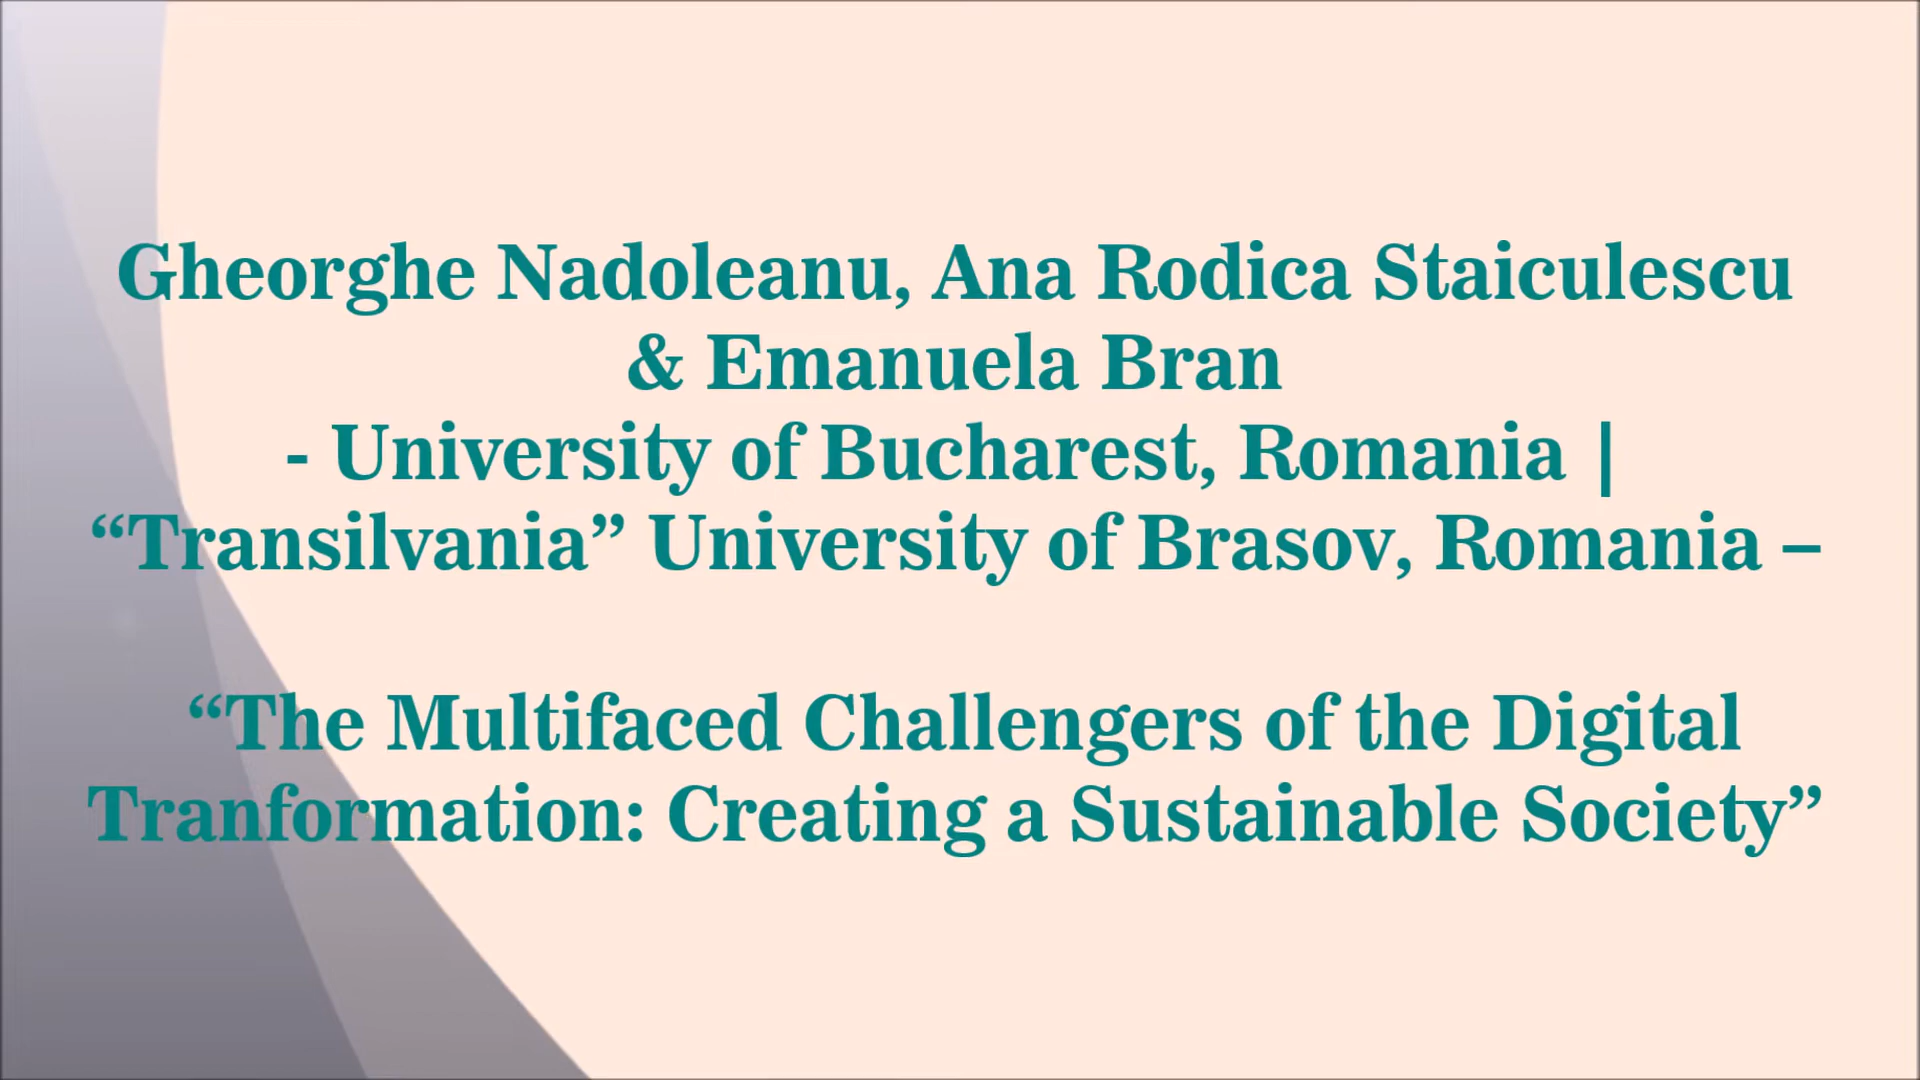 Gheorghe Nadoleanu, Ana Rodica Staiculescu
& Emanuela Bran
- University of Bucharest, Romania |
“Transilvania” University of Brasov, Romania –
“The Multifaced Challengers of the Digital
Tranformation: Creating a Sustainable Society”